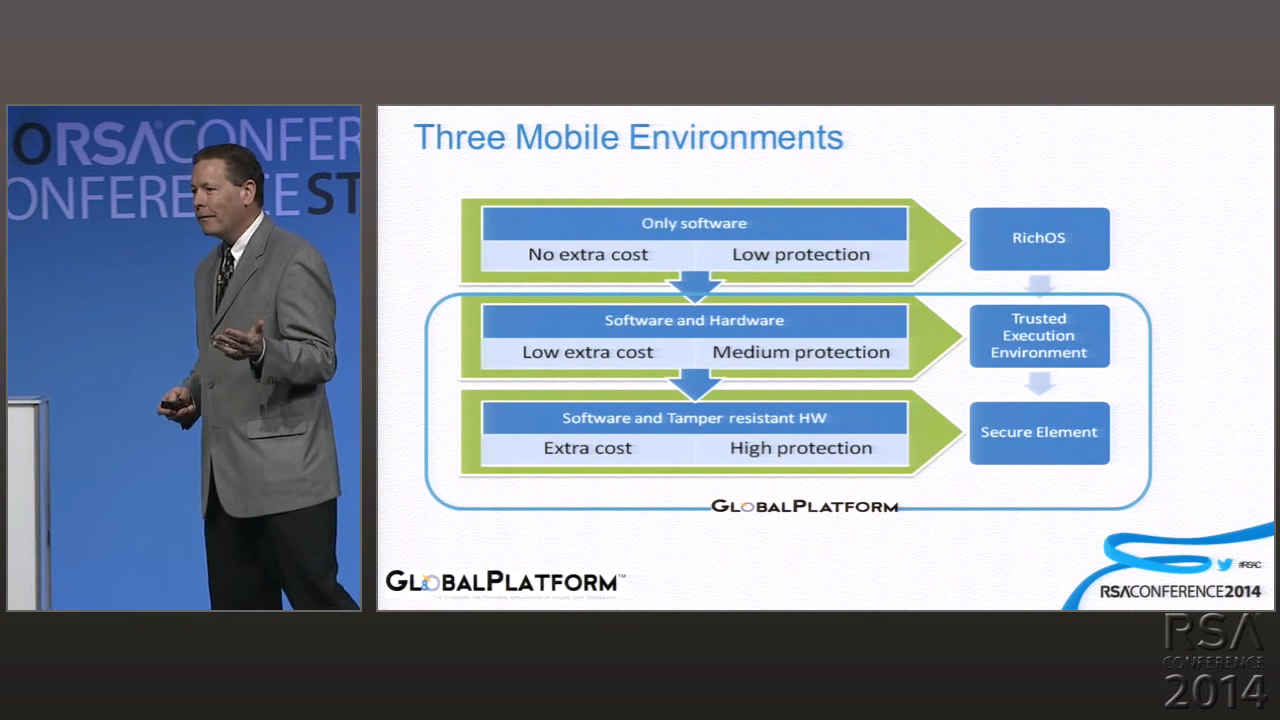 ORSACONFER
ONFERENCE ST
Three Mobile Environments
Only software
No extra cost
Low protection
RichOS
Software and Hardware
Low extra cost
Medium protection
Trusted
Execution
Environment
Software and Tamper resistant HW
Extra cost
High protection
Secure Element
GLOBALPLATFORM
GLOBALPLATFORM™
#RSAC
RSACONFERENCE2014
RSA
CONFERENCE
2014